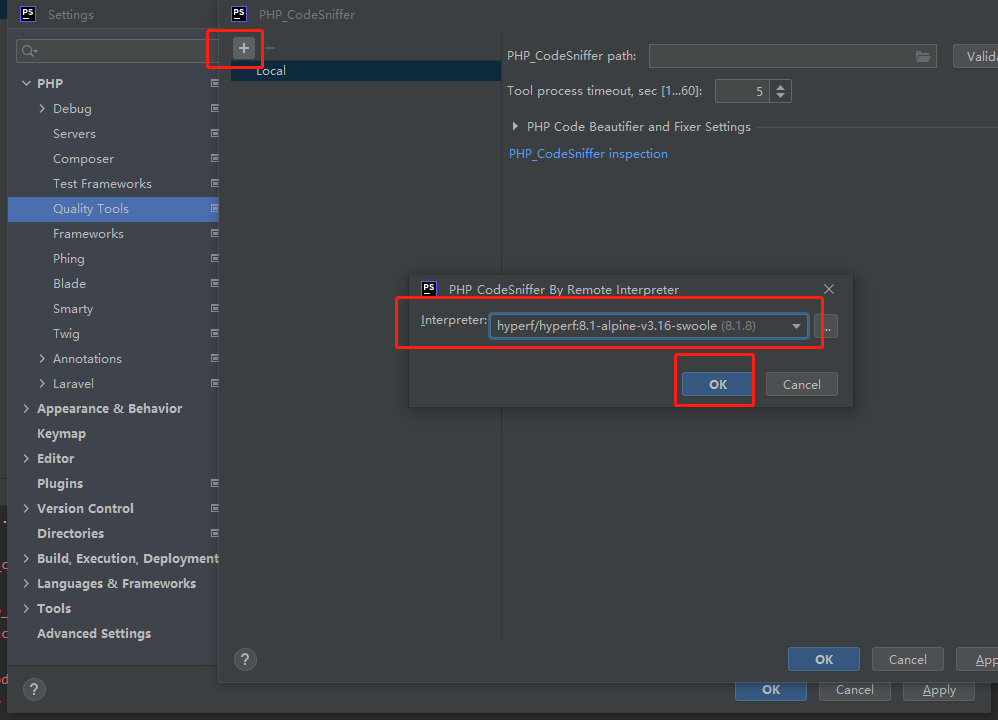 PS Settings
PS PHP_CodeSniffer
+
Local
PHP_CodeSniffer path:
Valida
Tool process timeout, sec [1...60]: 5
PHP Code Beautifier and Fixer Settings
PHP_CodeSniffer inspection
PHP
Debug
Servers
Composer
Test Frameworks
Quality Tools
Frameworks
Phing
Blade
Smarty
Twig
Annotations
Laravel
Appearance & Behavior
Keymap
Editor
Plugins
Version Control
Directories
Build, Execution, Deployment
Languages & Frameworks
Tools
Advanced Settings
PS PHP CodeSniffer By Remote Interpreter
Interpreter: hyperf/hyperf:8.1-alpine-v3.16-swoole (8.1.8) ...
OK Cancel
? OK Cancel App
? OK Cancel Apply